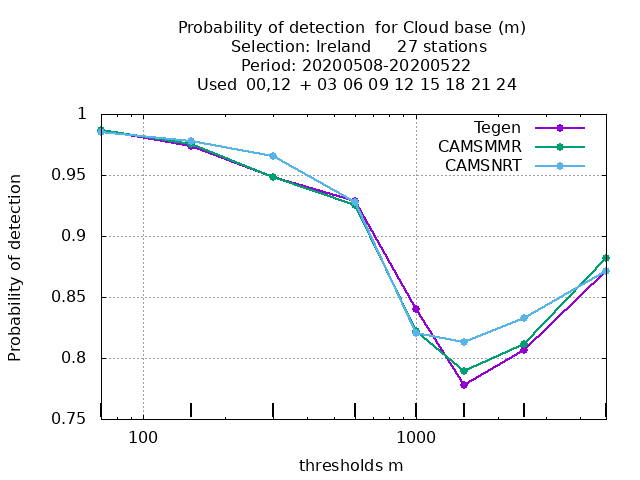 Probability of detection  for Cloud base (m)
Selection: Ireland     27 stations
Period: 20200508-20200522
Used  00,12  + 03 06 09 12 15 18 21 24
Tegen
CAMSMMR
CAMSNRT
1
0.95
0.9
0.85
0.8
0.75
Probability of detection
100
1000
thresholds m